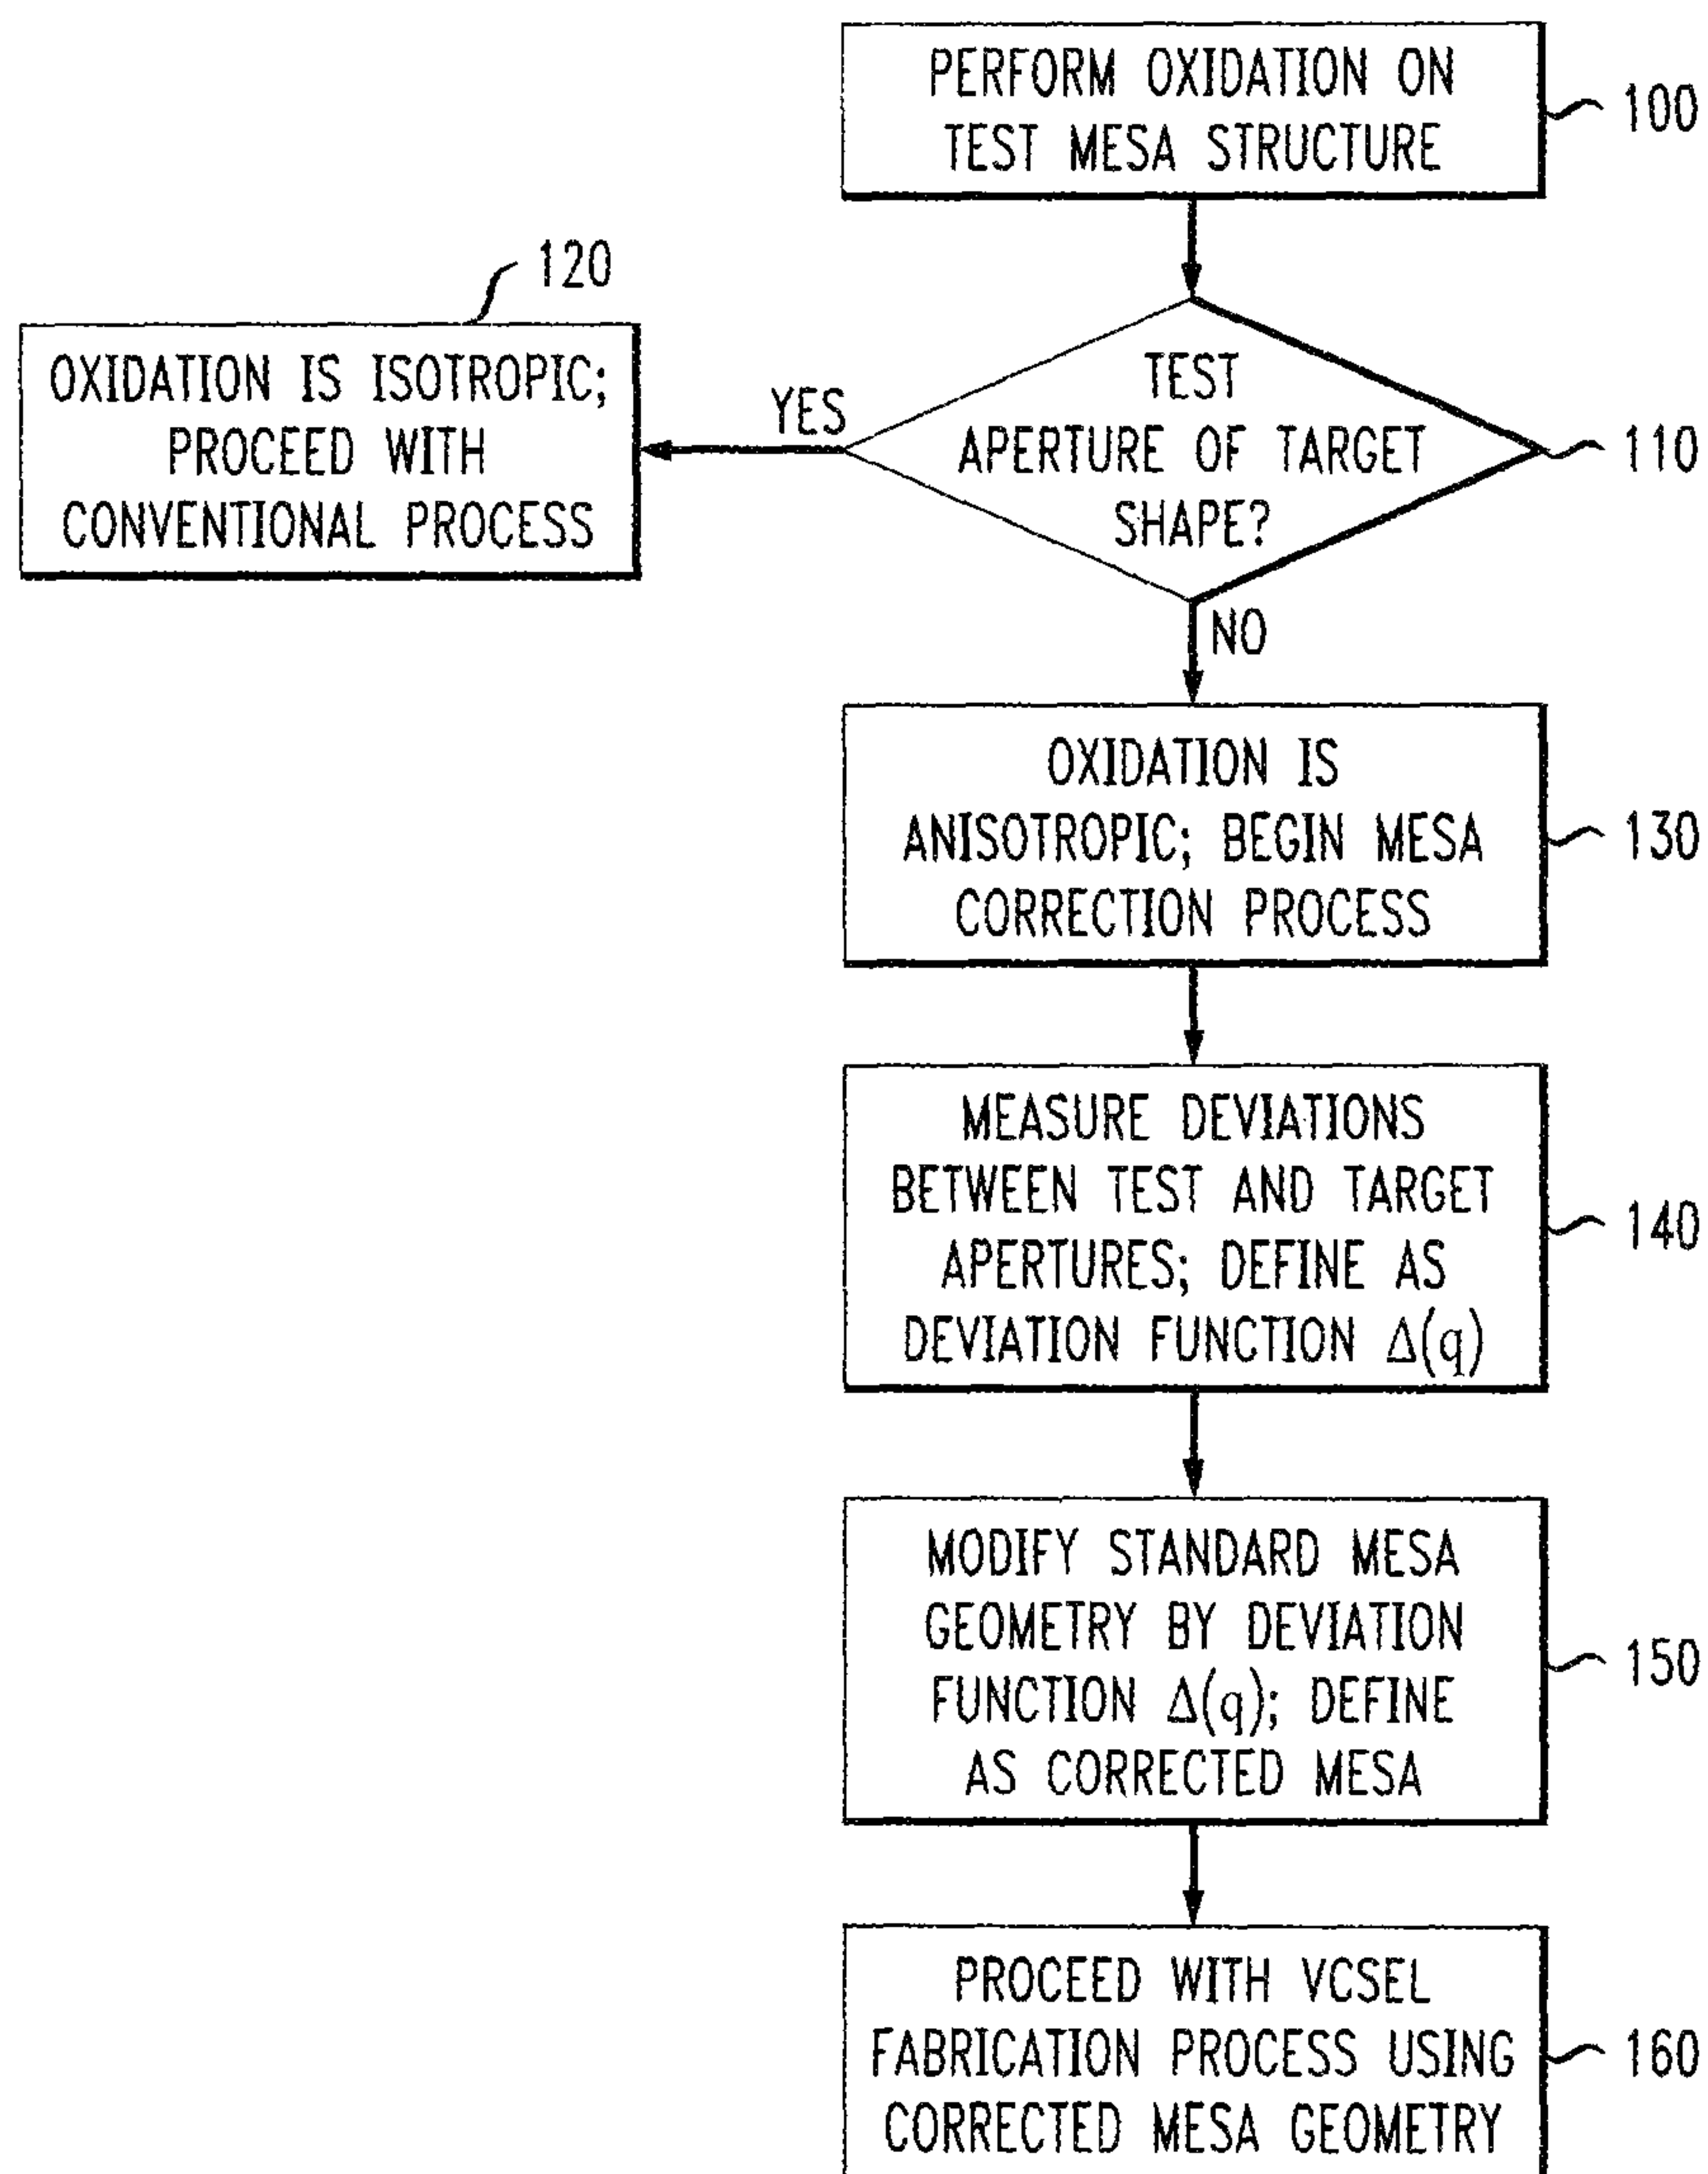 PERFORM OXIDATION ON
TEST MESA STRUCTURE
100
120
OXIDATION IS ISOTROPIC;
PROCEED WITH
CONVENTIONAL PROCESS
YES
TEST
APERTURE OF TARGET
SHAPE?
110
NO
OXIDATION IS
ANISOTROPIC; BEGIN MESA
CORRECTION PROCESS
130
MEASURE DEVIATIONS
BETWEEN TEST AND TARGET
APERTURES; DEFINE AS
DEVIATION FUNCTION Δ(q)
140
MODIFY STANDARD MESA
GEOMETRY BY DEVIATION
FUNCTION Δ(q); DEFINE
AS CORRECTED MESA
150
PROCEED WITH VCSEL
FABRICATION PROCESS USING
CORRECTED MESA GEOMETRY
160